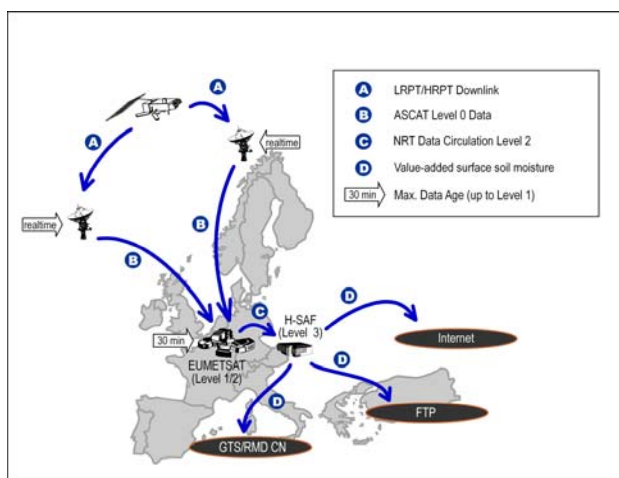 A
A
A
LRPT/HRPT Downlink
B
ASCAT Level 0 Data
C
NRT Data Circulation Level 2
D
Value-added surface soil moisture
30 min
Max. Data Age (up to Level 1)
realtime
realtime
B
B
C
H-SAF
(Level 3)
D
Internet
30 min
EUMETSAT
(Level 1/2)
D
D
FTP
GTS/RMD CN